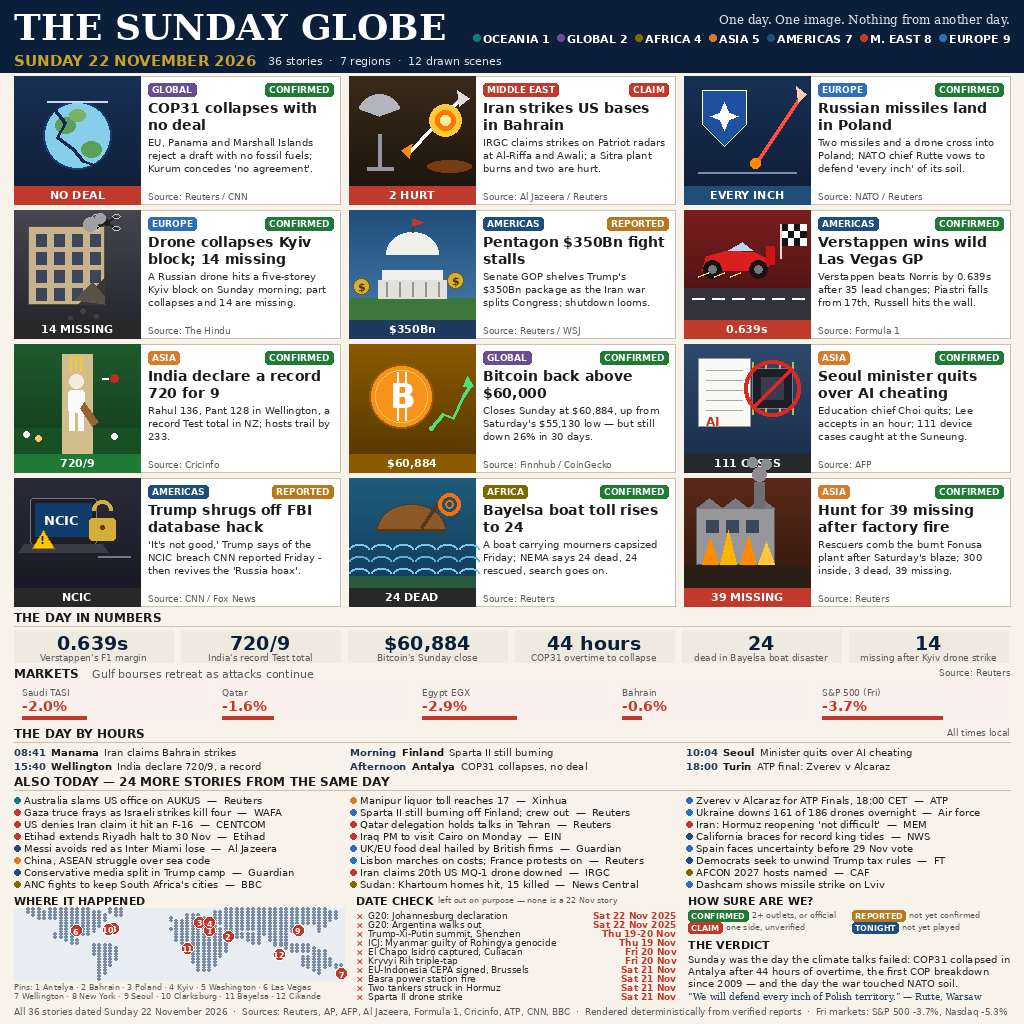 THE SUNDAY GLOBE
One day. One image. Nothing from another day.
OCEANIA 1 GLOBAL 2 AFRICA 4 ASIA 5 AMERICAS 7 M. EAST 8 EUROPE 9
SUNDAY 22 NOVEMBER 2026 36 stories · 7 regions · 12 drawn scenes
GLOBAL CONFIRMED
COP31 collapses with
no deal
EU, Panama and Marshall Islands
reject a draft with no fossil fuels;
Kurum concedes 'no agreement'.
NO DEAL
Source: Reuters / CNN
MIDDLE EAST CLAIM
Iran strikes US bases
in Bahrain
IRGC claims strikes on Patriot radars
at Al-Riffa and Awali; a Sitra plant
burns and two are hurt.
2 HURT
Source: Al Jazeera / Reuters
EUROPE CONFIRMED
Russian missiles land
in Poland
Two missiles and a drone cross into
Poland; NATO chief Rutte vows to
defend 'every inch' of its soil.
EVERY INCH
Source: NATO / Reuters
EUROPE CONFIRMED
Drone collapses Kyiv
block; 14 missing
A Russian drone hits a five-storey
Kyiv block on Sunday morning; part
collapses and 14 are missing.
14 MISSING
Source: The Hindu
AMERICAS REPORTED
Pentagon $350Bn fight
stalls
Senate GOP shelves Trump's
$350Bn package as the Iran war
splits Congress; shutdown looms.
$ $
$350Bn
Source: Reuters / WSJ
AMERICAS CONFIRMED
Verstappen wins wild
Las Vegas GP
Verstappen beats Norris by 0.639s
after 35 lead changes; Piastri falls
from 17th, Russell hits the wall.
0.639s
Source: Formula 1
ASIA CONFIRMED
India declare a record
720 for 9
Rahul 136, Pant 128 in Wellington, a
record Test total in NZ; hosts trail by
233.
720/9
Source: Cricinfo
GLOBAL CONFIRMED
Bitcoin back above
$60,000
Closes Sunday at $60,884, up from
Saturday's $55,130 low — but still
down 26% in 30 days.
B
$60,884
Source: Finnhub / CoinGecko
ASIA CONFIRMED
Seoul minister quits
over AI cheating
Education chief Choi quits; Lee
accepts in an hour; 111 device
cases caught at the Suneung.
AI
111
Source: AFP
AMERICAS REPORTED
Trump shrugs off FBI
database hack
'It's not good,' Trump says of the
NCIC breach CNN reported Friday -
then revives the 'Russia hoax'.
NCIC
!
NCIC
Source: CNN / Fox News
AFRICA CONFIRMED
Bayelsa boat toll rises
to 24
A boat carrying mourners capsized
Friday; NEMA says 24 dead, 24
rescued, search goes on.
24 DEAD
Source: Reuters
ASIA CONFIRMED
Hunt for 39 missing
after factory fire
Rescuers comb the burnt Fonusa
plant after Saturday's blaze; 300
inside, 3 dead, 39 missing.
39 MISSING
Source: Reuters
THE DAY IN NUMBERS
0.639s 720/9 $60,884 44 hours 24 14
Verstappen's F1 margin India's record Test total Bitcoin's Sunday close COP31 overtime to collapse dead in Bayelsa boat disaster missing after Kyiv drone strike
MARKETS Gulf bourses retreat as attacks continue Source: Reuters
Saudi TASI Qatar Egypt EGX Bahrain S&P 500 (Fri)
-2.0% -1.6% -2.9% -0.6% -3.7%
THE DAY BY HOURS All times local
08:41 Manama Iran claims Bahrain strikes Morning Finland Sparta II still burning 10:04 Seoul Minister quits over AI cheating
15:40 Wellington India declare 720/9, a record Afternoon Antalya COP31 collapses, no deal 18:00 Turin ATP final: Zverev v Alcaraz
ALSO TODAY — 24 MORE STORIES FROM THE SAME DAY
Australia slams US office on AUKUS — Reuters
Gaza truce frays as Israeli strikes kill four — WAFA
US denies Iran claim it hit an F-16 — CENTCOM
Etihad extends Riyadh halt to 30 Nov — Etihad
Messi avoids red as Inter Miami lose — Al Jazeera
China, ASEAN struggle over sea code
Conservative media split in Trump camp — Guardian
ANC fights to keep South Africa's cities — BBC
Manipur liquor toll reaches 17 — Xinhua
Sparta II still burning off Finland; crew out — Reuters
Qatar delegation holds talks in Tehran — Reuters
Iraq PM to visit Cairo on Monday — EIN
UK/EU food deal hailed by British firms — Guardian
Lisbon marches on costs; France protests on — Reuters
Iran claims 20th US MQ-1 drone downed — IRGC
Sudan: Khartoum homes hit, 15 killed — News Central
Zverev v Alcaraz for ATP Finals, 18:00 CET — ATP
Ukraine downs 161 of 186 drones overnight — Air force
Iran: Hormuz reopening 'not difficult' — MEM
California braces for record king tides — NWS
Spain faces uncertainty before 29 Nov vote
Democrats seek to unwind Trump tax rules — FT
AFCON 2027 hosts named — CAF
Dashcam shows missile strike on Lviv
WHERE IT HAPPENED
6 10 3 4 1 2 11 9 12 7
Pins: 1 Antalya · 2 Bahrain · 3 Poland · 4 Kyiv · 5 Washington · 6 Las Vegas
7 Wellington · 8 New York · 9 Seoul · 10 Clarksburg · 11 Bayelsa · 12 Cikande
DATE CHECK left out on purpose — none is a 22 Nov story
× G20: Johannesburg declaration Sat 22 Nov 2025
× G20: Argentina walks out Sat 22 Nov 2025
× Trump-Xi-Putin summit, Shenzhen Thu 19-20 Nov
× ICJ: Myanmar guilty of Rohingya genocide Thu 19 Nov
× El Chapo Isidro captured, Culiacan Fri 20 Nov
× Kryvyi Rih triple-tap Fri 20 Nov
× EU-Indonesia CEPA signed, Brussels Sat 21 Nov
× Basra power station fire Sat 21 Nov
× Two tankers struck in Hormuz Sat 21 Nov
× Sparta II drone strike Sat 21 Nov
HOW SURE ARE WE?
CONFIRMED 2+ outlets, or official REPORTED not yet confirmed
CLAIM one side, unverified TONIGHT not yet played
THE VERDICT
Sunday was the day the climate talks failed: COP31 collapsed in
Antalya after 44 hours of overtime, the first COP breakdown
since 2009 — and the day the war touched NATO soil.
“We will defend every inch of Polish territory.” — Rutte, Warsaw
All 36 stories dated Sunday 22 November 2026 · Sources: Reuters, AP, AFP, Al Jazeera, Formula 1, Cricinfo, ATP, CNN, BBC · Rendered deterministically from verified reports · Fri markets: S&P 500 -3.7%, Nasdaq -5.3%